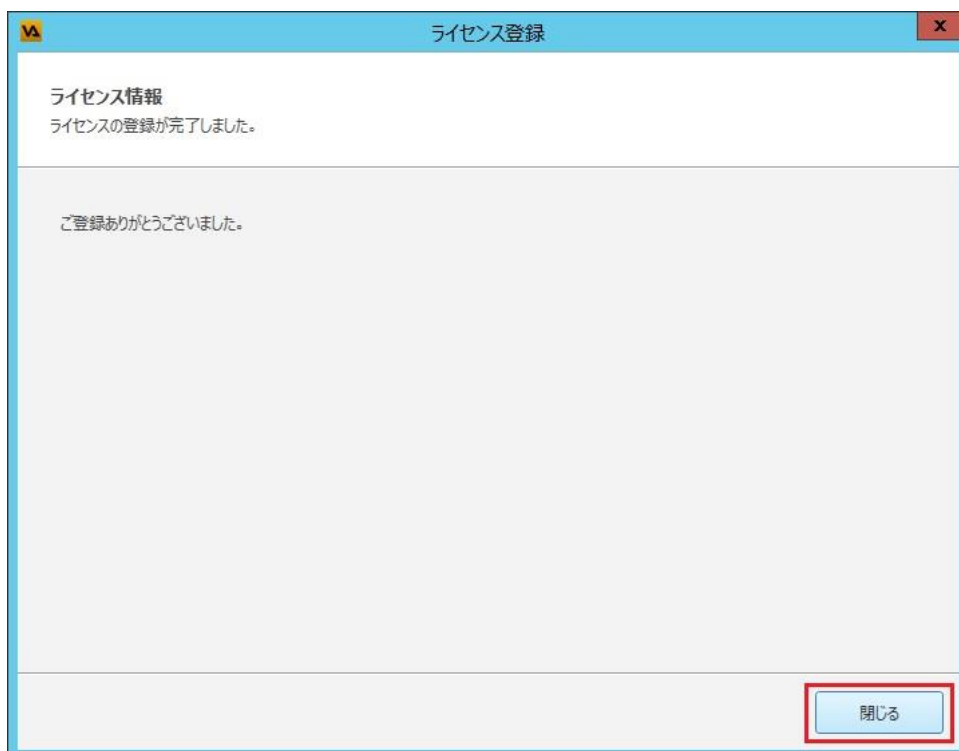 VA
ライセンス登録
x
ライセンス情報
ライセンスの登録が完了しました。
ご登録ありがとうございました。
閉じる